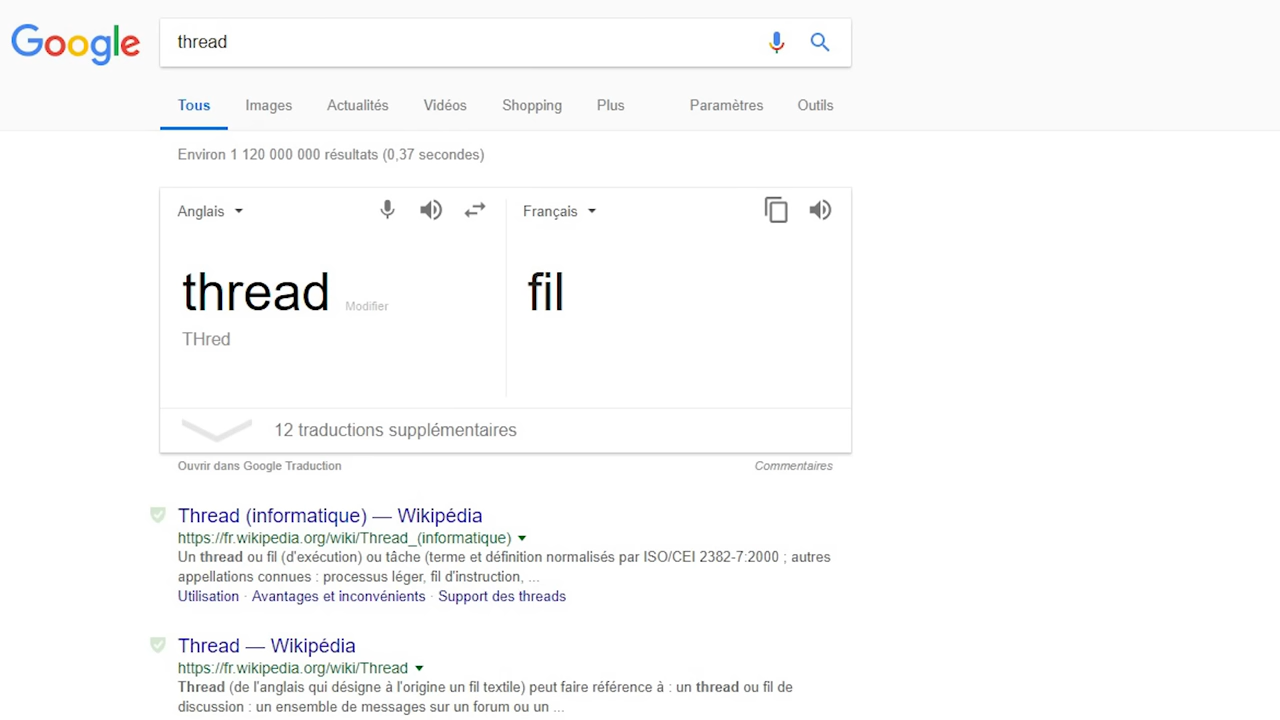 Google
thread
Tous Images Actualités Vidéos Shopping Plus Paramètres Outils
Environ 1 120 000 000 résultats (0,37 secondes)
Anglais Français
thread Modifier fil
THred
12 traductions supplémentaires
Ouvrir dans Google Traduction Commentaires
Thread (informatique) — Wikipédia
https://fr.wikipedia.org/wiki/Thread_(informatique)
Un thread ou fil (d'exécution) ou tâche (terme et définition normalisés par ISO/CEI 2382-7:2000 ; autres
appellations connues : processus léger, fil d'instruction, ...
Utilisation · Avantages et inconvénients · Support des threads
Thread — Wikipédia
https://fr.wikipedia.org/wiki/Thread
Thread (de l'anglais qui désigne à l'origine un fil textile) peut faire référence à : un thread ou fil de
discussion : un ensemble de messages sur un forum ou un ...